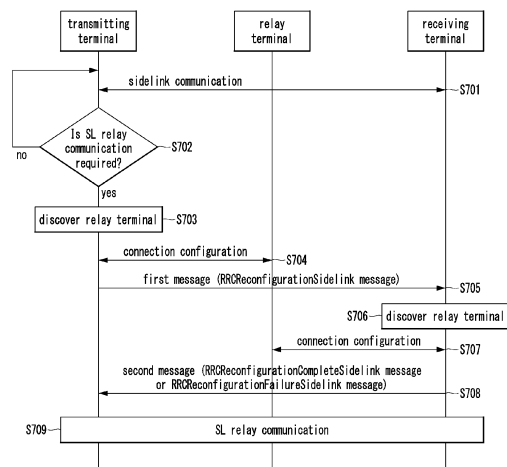 transmitting
terminal
relay
terminal
receiving
terminal
sidelink communication
S701
Is SL relay
communication
required?
S702
no
yes
discover relay terminal
S703
connection configuration
S704
first message (RRCReconfigurationSidelink message)
S705
S706
discover relay terminal
connection configuration
S707
second message (RRCReconfigurationCompleteSidelink message
or RRCReconfigurationFailureSidelink message)
S708
S709
SL relay communication